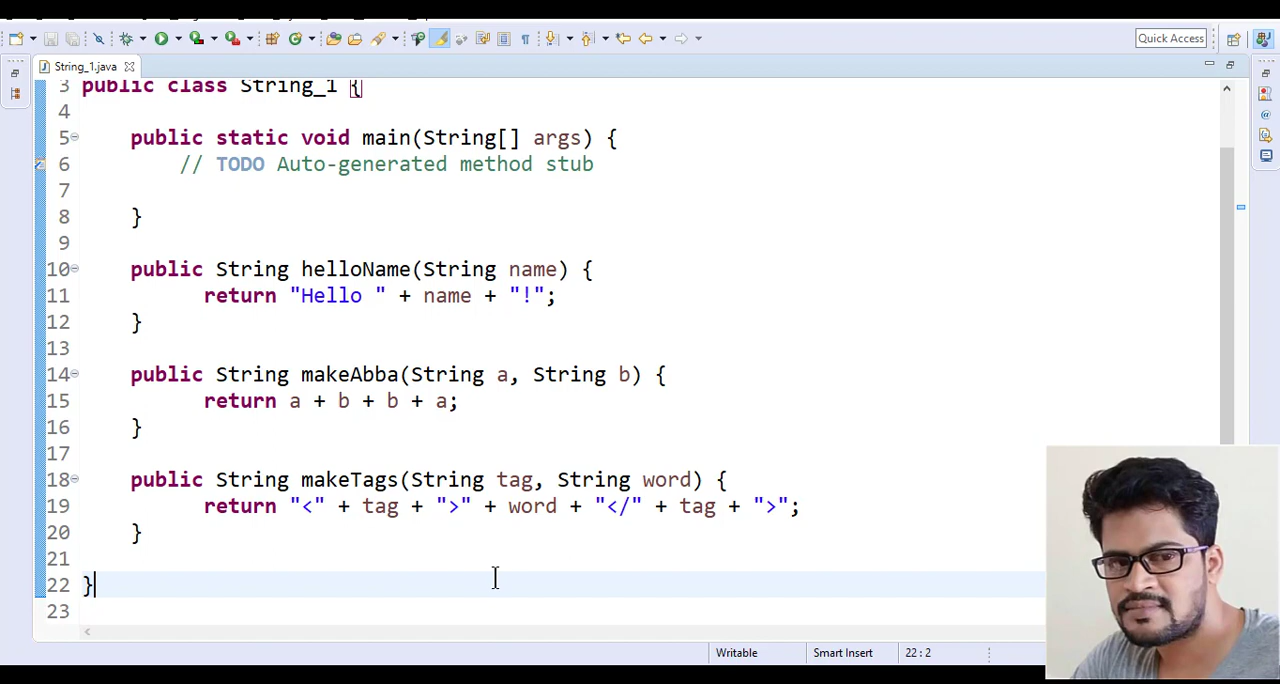 Quick Access
String_1.java
3 public class String_1 {
4
5 public static void main(String[] args) {
6 // TODO Auto-generated method stub
7
8 }
9
10 public String helloName(String name) {
11 return "Hello " + name + "!";
12 }
13
14 public String makeAbba(String a, String b) {
15 return a + b + b + a;
16 }
17
18 public String makeTags(String tag, String word) {
19 return "<" + tag + ">" + word + "</" + tag + ">";
20 }
21
22 }
23
Writable Smart Insert 22 : 2